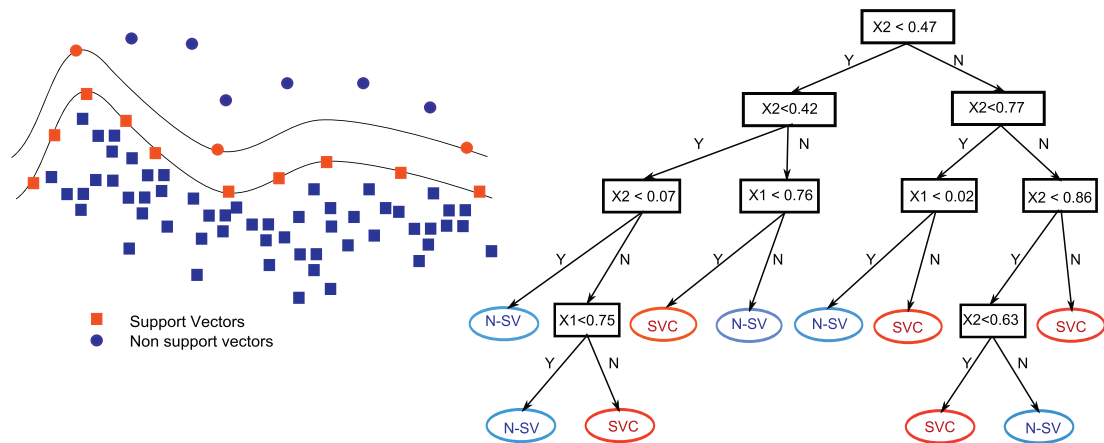 Support Vectors
Non support vectors
X2 < 0.47
Y
N
X2<0.42
X2<0.77
Y
N
Y
N
X2 < 0.07
X1 < 0.76
X1 < 0.02
X2 < 0.86
Y
N
Y
N
Y
N
Y
N
N-SV
X1<0.75
SVC
N-SV
N-SV
SVC
X2<0.63
SVC
Y
N
Y
N
N-SV
SVC
SVC
N-SV